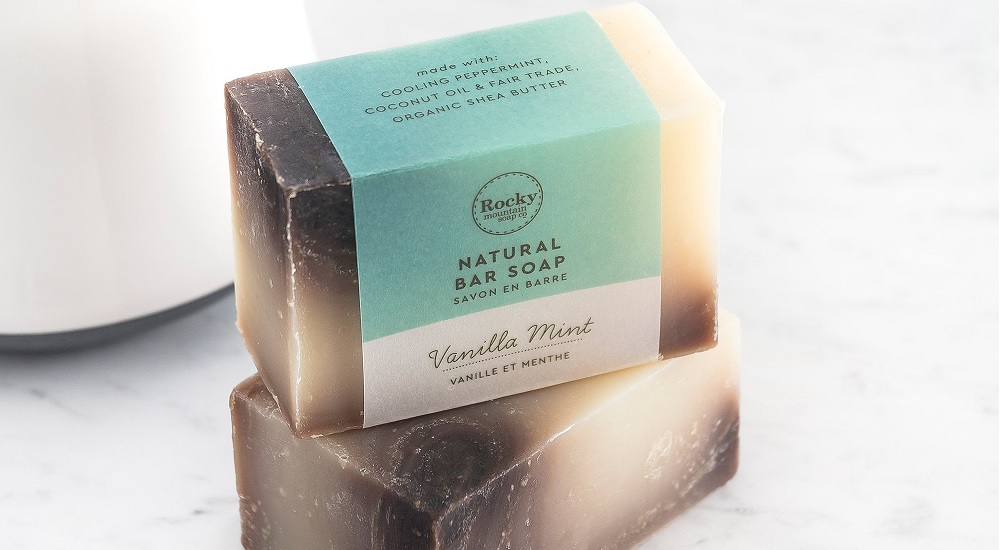 made with:
COOLING PEPPERMINT,
COCONUT OIL & FAIR TRADE,
ORGANIC SHEA BUTTER
Rocky
mountain
soap co
NATURAL
BAR SOAP
SAVON EN BARRE
Vanilla Mint
VANILLE ET MENTHE